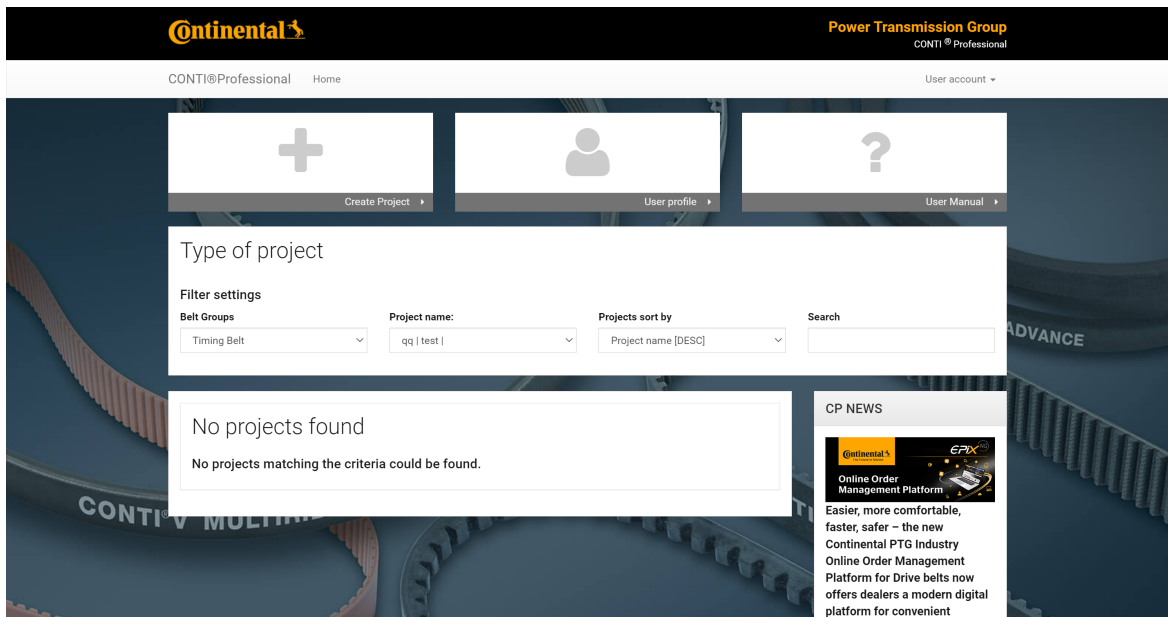 Continental
Power Transmission Group
CONTI ® Professional
CONTI®Professional
Home
User account
Create Project
User profile
User Manual
Type of project
Filter settings
Belt Groups
Project name:
Projects sort by
Search
Timing Belt
qq | test |
Project name [DESC]
ADVANCE
No projects found
No projects matching the criteria could be found.
CP NEWS
Continental
EPIX
Online Order
Management Platform
CONTI® V MULTI
Easier, more comfortable,
faster, safer – the new
Continental PTG Industry
Online Order Management
Platform for Drive belts now
offers dealers a modern digital
platform for convenient